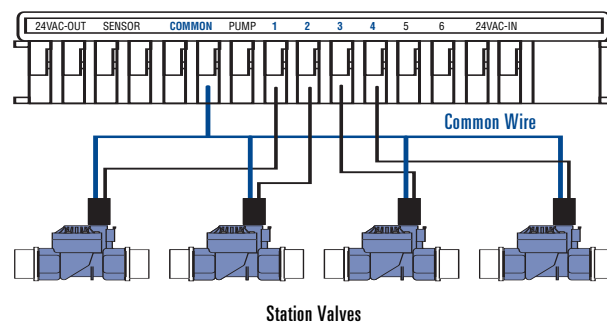 24VAC-OUT SENSOR COMMON PUMP 1 2 3 4 5 6 24VAC-IN
Common Wire
Station Valves